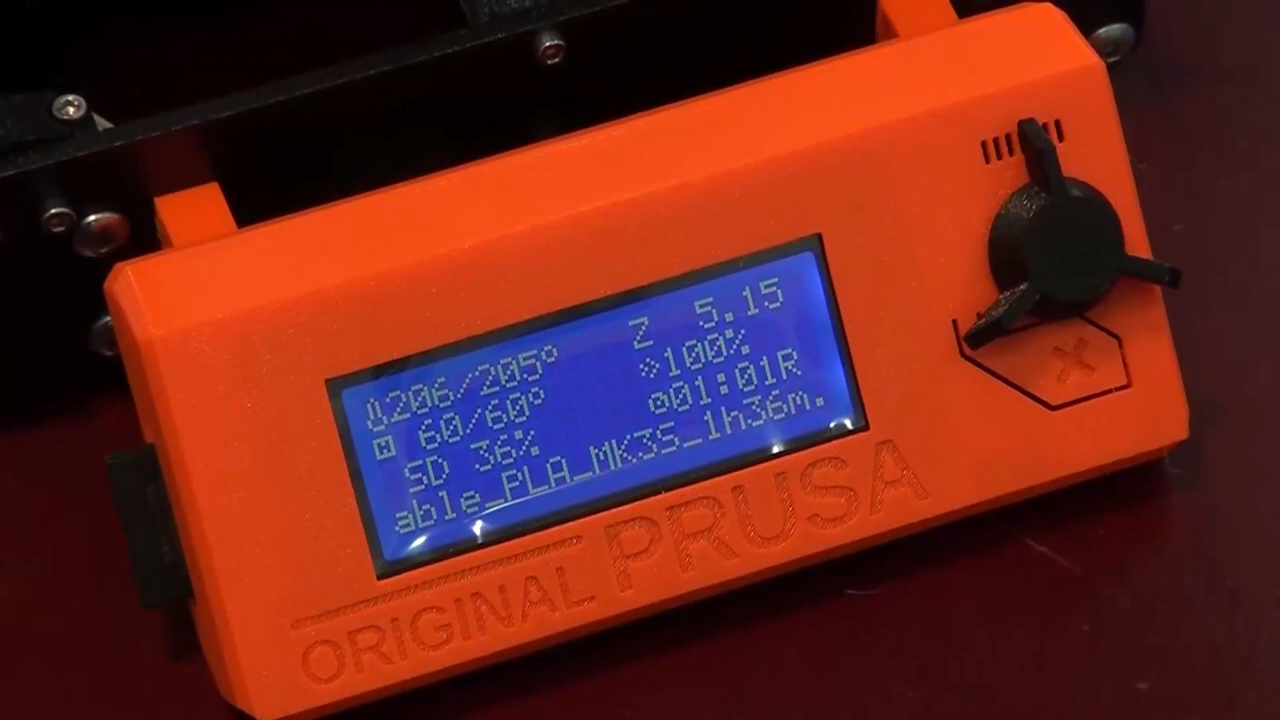 206/205° Z 5.15
60/60° 100%
SD 36% 01:01R
able_PLA_MK3S_1h36m.
ORIGINAL PRUSA
X